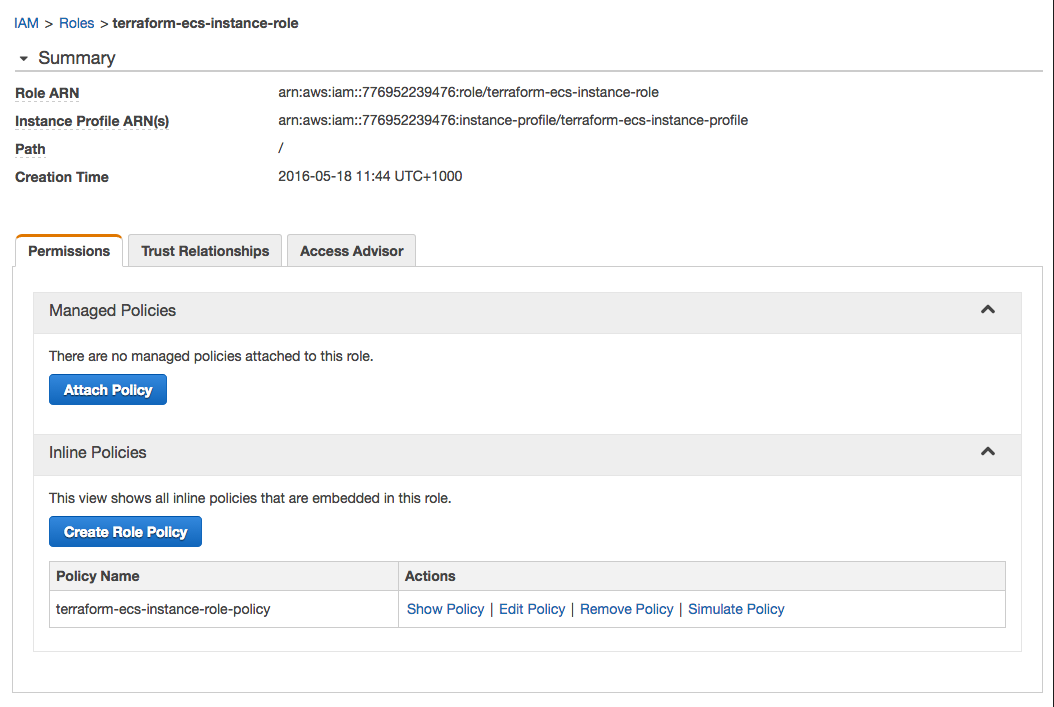 IAM > Roles > terraform-ecs-instance-role
Summary
Role ARN arn:aws:iam::776952239476:role/terraform-ecs-instance-role
Instance Profile ARN(s) arn:aws:iam::776952239476:instance-profile/terraform-ecs-instance-profile
Path /
Creation Time 2016-05-18 11:44 UTC+1000
Permissions Trust Relationships Access Advisor
Managed Policies
There are no managed policies attached to this role.
Attach Policy
Inline Policies
This view shows all inline policies that are embedded in this role.
Create Role Policy
Policy Name Actions
terraform-ecs-instance-role-policy Show Policy | Edit Policy | Remove Policy | Simulate Policy